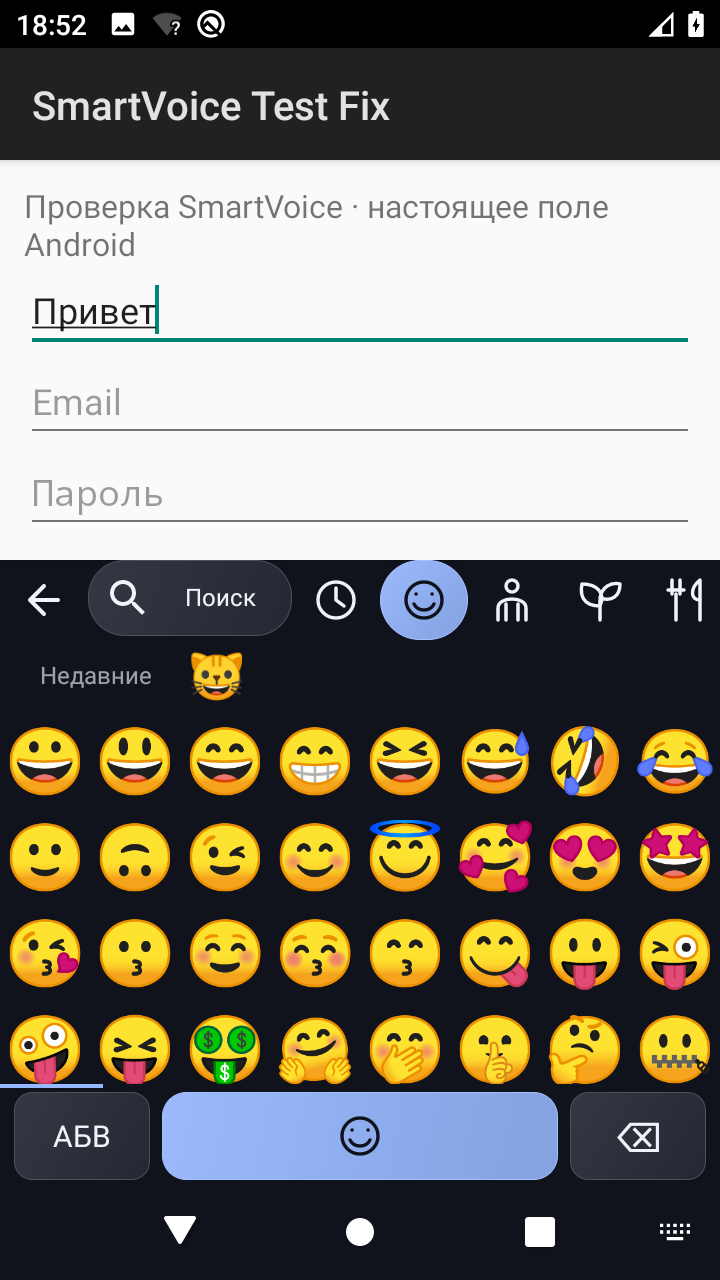 18:52
SmartVoice Test Fix
Проверка SmartVoice · настоящее поле
Android
Привет
Email
Пароль
Поиск
Недавние
АБВ